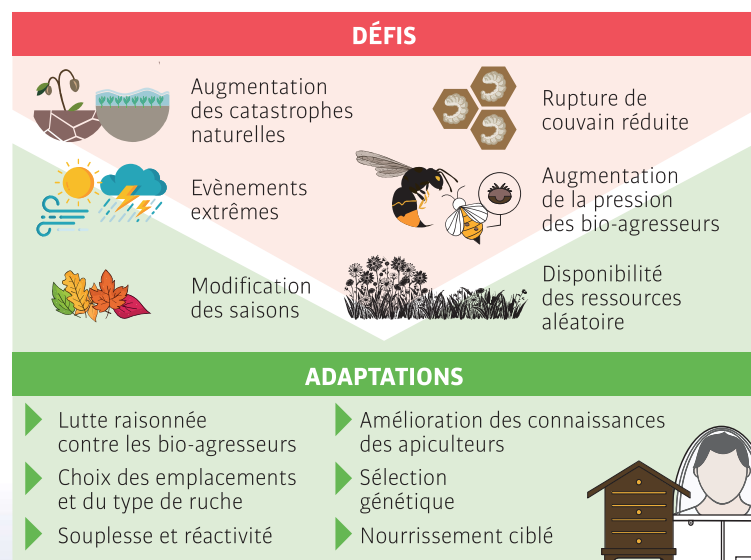 DÉFIS
Augmentation
des catastrophes
naturelles
Evènements
extrêmes
Modification
des saisons
Rupture de
couvain réduite
Augmentation
de la pression
des bio-agresseurs
Disponibilité
des ressources
aléatoire
ADAPTATIONS
Lutte raisonnée
contre les bio-agresseurs
Choix des emplacements
et du type de ruche
Souplesse et réactivité
Amélioration des connaissances
des apiculteurs
Sélection
génétique
Nourrissement ciblé